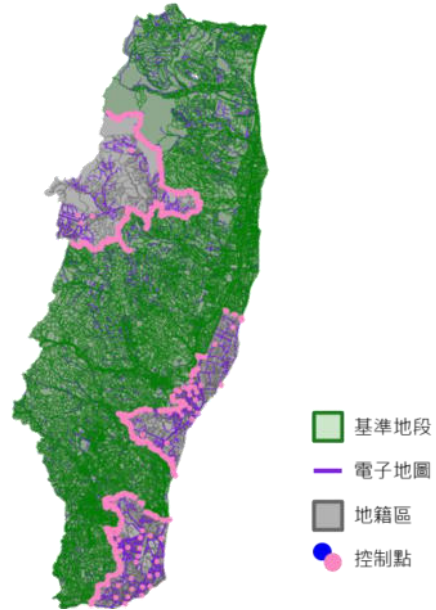 基準地段
電子地圖
地籍區
控制點